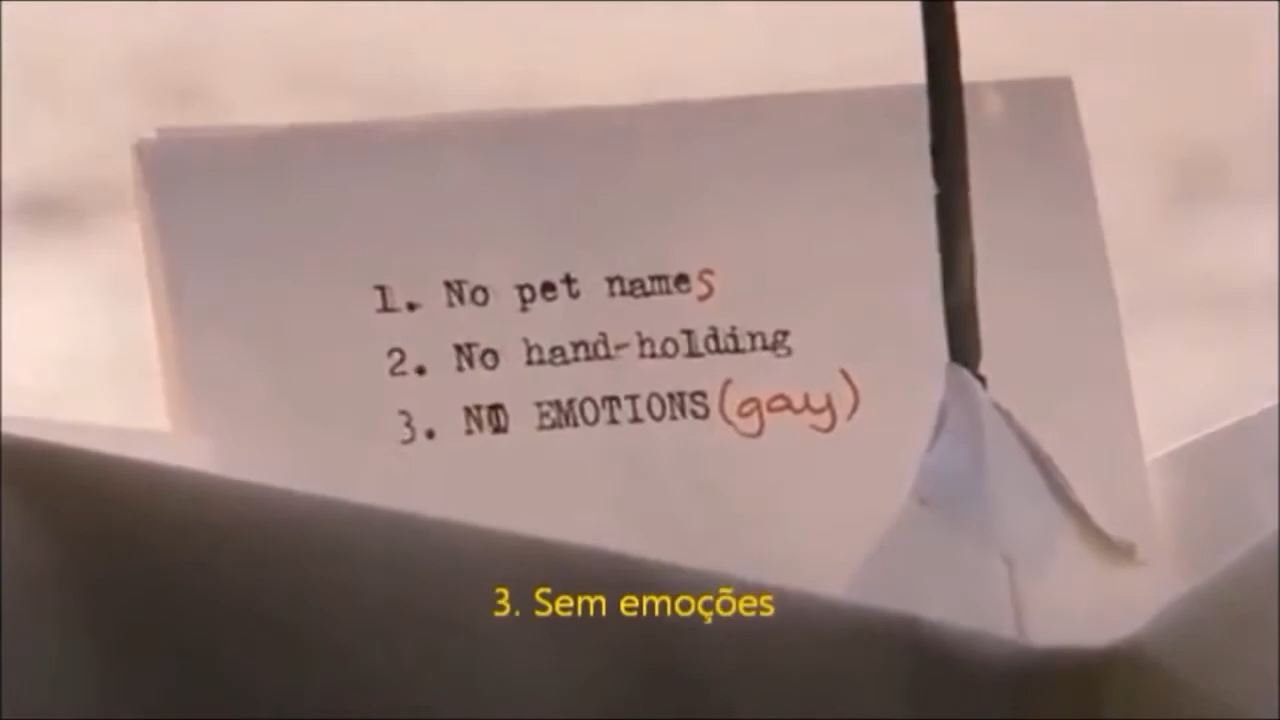 1. No pet names
2. No hand-holding
3. NO EMOTIONS (gay)
3. Sem emoções